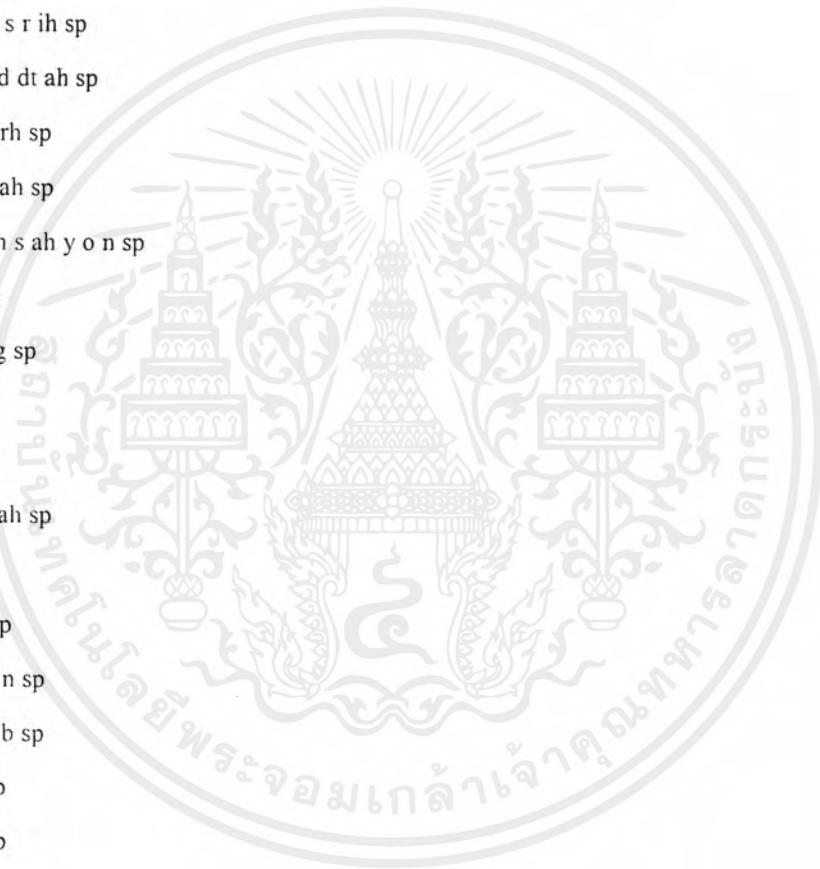 s r ih sp
d dt ah sp
rh sp
ah sp
s ah y o n sp
g sp
ah sp
p
n sp
b sp
สถาบันเทคโนโลยีพระจอมเกล้าเจ้าคุณทหารลาดกระบัง